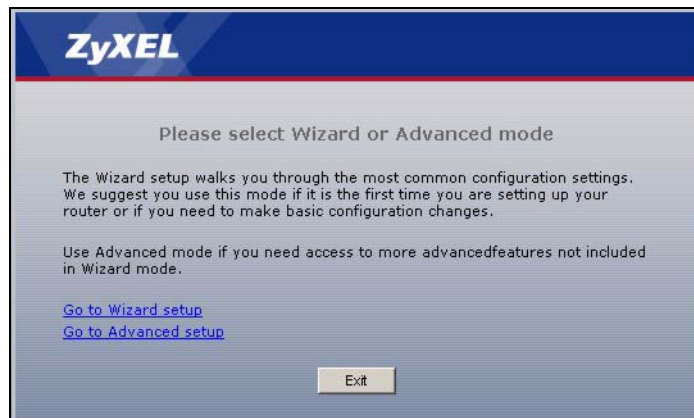 ZyXEL
Please select Wizard or Advanced mode
The Wizard setup walks you through the most common configuration settings.
We suggest you use this mode if it is the first time you are setting up your
router or if you need to make basic configuration changes.
Use Advanced mode if you need access to more advancedfeatures not included
in Wizard mode.
Go to Wizard setup
Go to Advanced setup
Exit